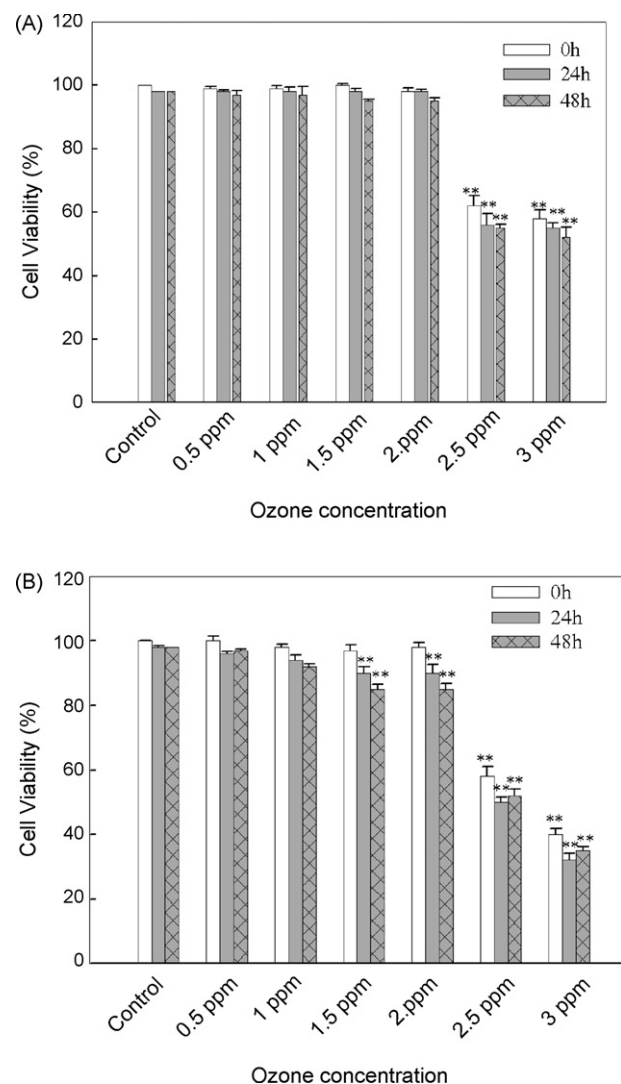 (A)
120
100
80
60
40
20
0
Cell Viability (%)
0h
24h
48h
** ** **
** ** **
Control
0.5 ppm
1 ppm
1.5 ppm
2.ppm
2.5 ppm
3 ppm
Ozone concentration
(B)
120
100
80
60
40
20
0
Cell Viability (%)
0h
24h
48h
** **
** **
** ** **
** ** **
Control
0.5 ppm
1 ppm
1.5 ppm
2.ppm
2.5 ppm
3 ppm
Ozone concentration